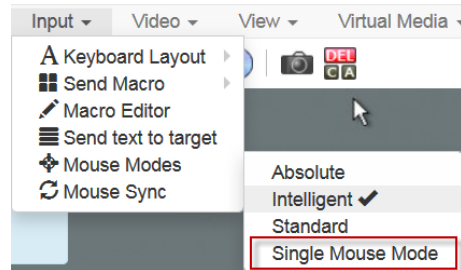 Input Video View Virtual Media
A Keyboard Layout
DEL
C A
Send Macro
Macro Editor
Send text to target
Mouse Modes
Mouse Sync
Absolute
Intelligent
Standard
Single Mouse Mode